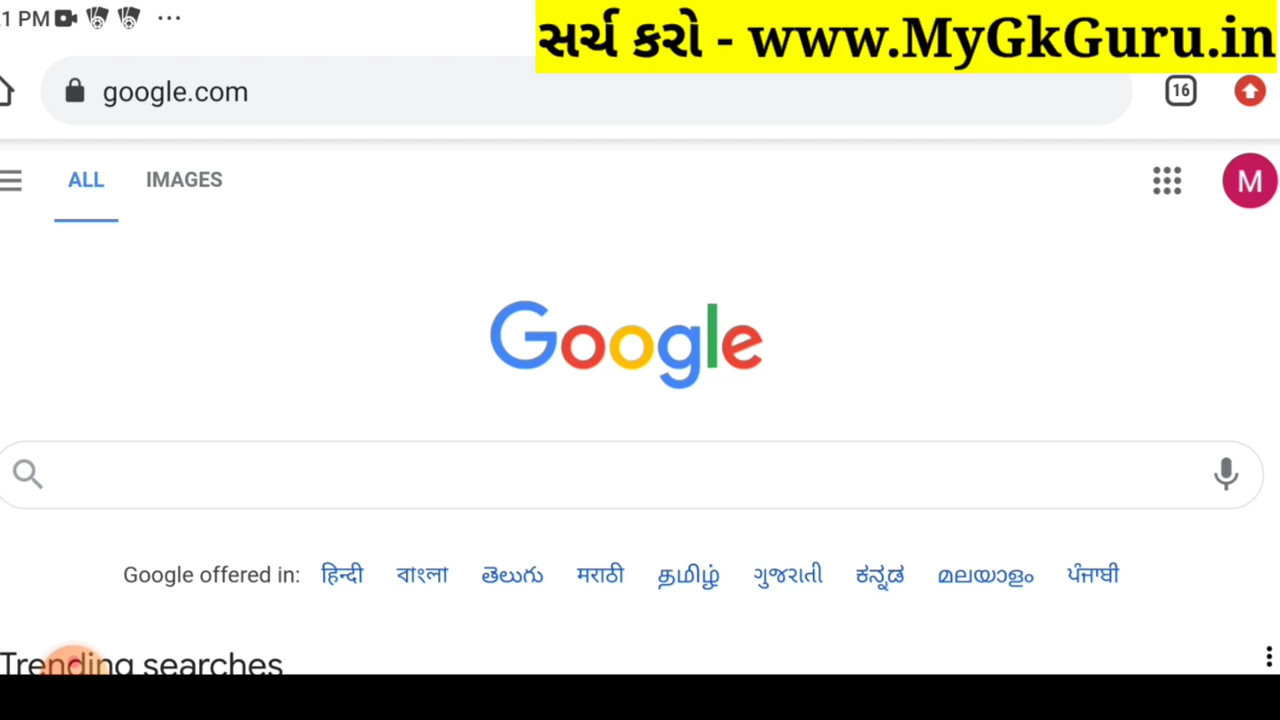 1 PM
સર્ચ કરો - www.MyGkGuru.in
google.com
16
ALL IMAGES
M
Google
Google offered in: हिन्दी বাংলা తెలుగు मराठी தமிழ் ગુજરાતી ಕನ್ನಡ മലയാളം ਪੰਜਾਬੀ
Trending searches